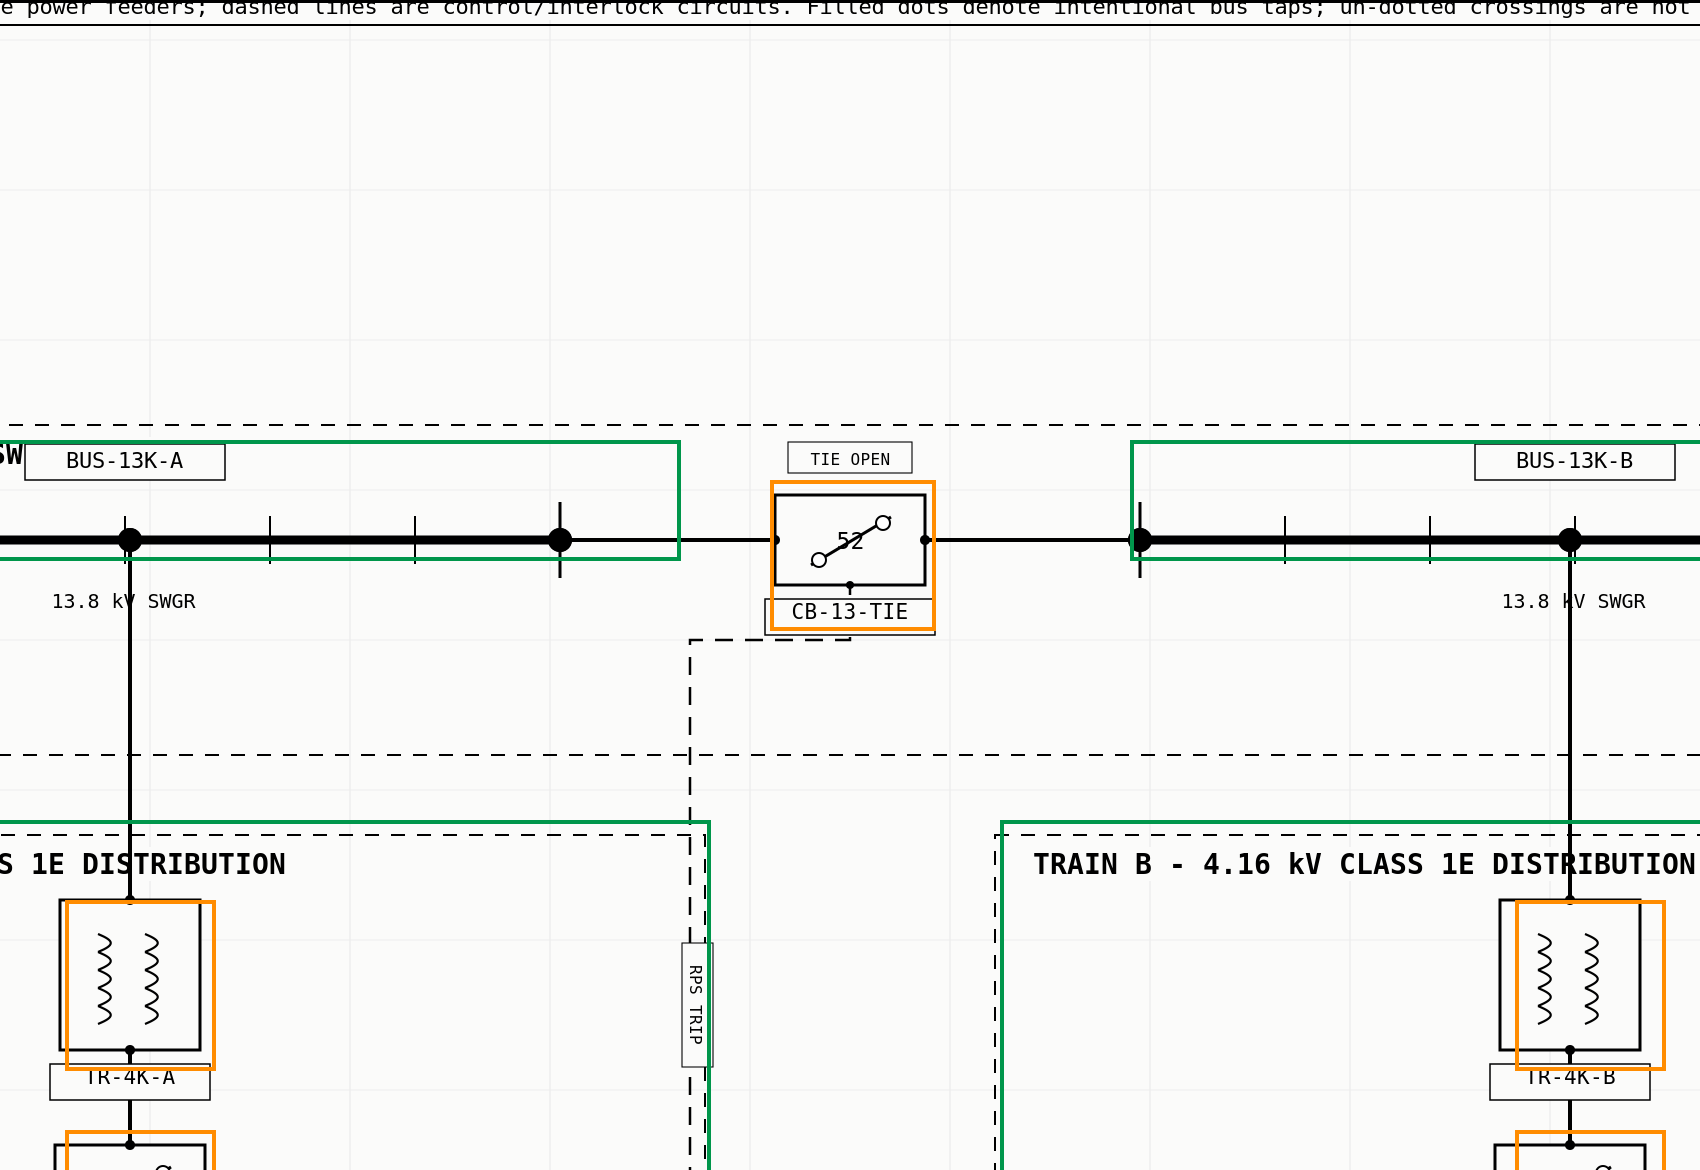 e power feeders; dashed lines are control/interlock circuits. Filled dots denote intentional bus taps; un-dotted crossings are not
SW
BUS-13K-A
TIE OPEN
BUS-13K-B
52
13.8 kV SWGR
CB-13-TIE
13.8 kV SWGR
S 1E DISTRIBUTION
TRAIN B - 4.16 kV CLASS 1E DISTRIBUTION
RPS TRIP
TR-4K-A
TR-4K-B